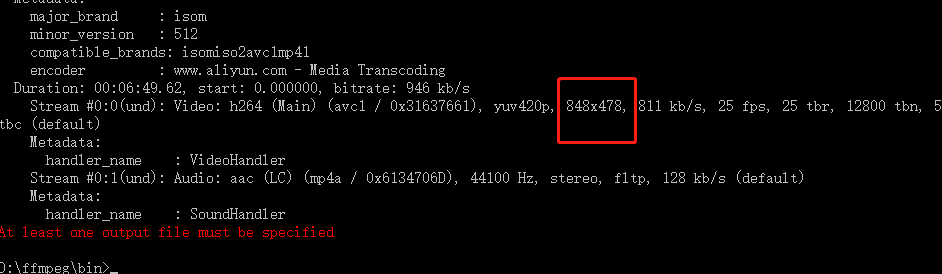 Metadata:
major_brand     : isom
minor_version   : 512
compatible_brands: isomiso2avc1mp41
encoder         : www.aliyun.com - Media Transcoding
Duration: 00:06:49.62, start: 0.000000, bitrate: 946 kb/s
Stream #0:0(und): Video: h264 (Main) (avc1 / 0x31637661), yuv420p, 848x478, 811 kb/s, 25 fps, 25 tbr, 12800 tbn, 5
tbc (default)
Metadata:
handler_name    : VideoHandler
Stream #0:1(und): Audio: aac (LC) (mp4a / 0x6134706D), 44100 Hz, stereo, fltp, 128 kb/s (default)
Metadata:
handler_name    : SoundHandler
At least one output file must be specified
D:\ffmpeg\bin>_